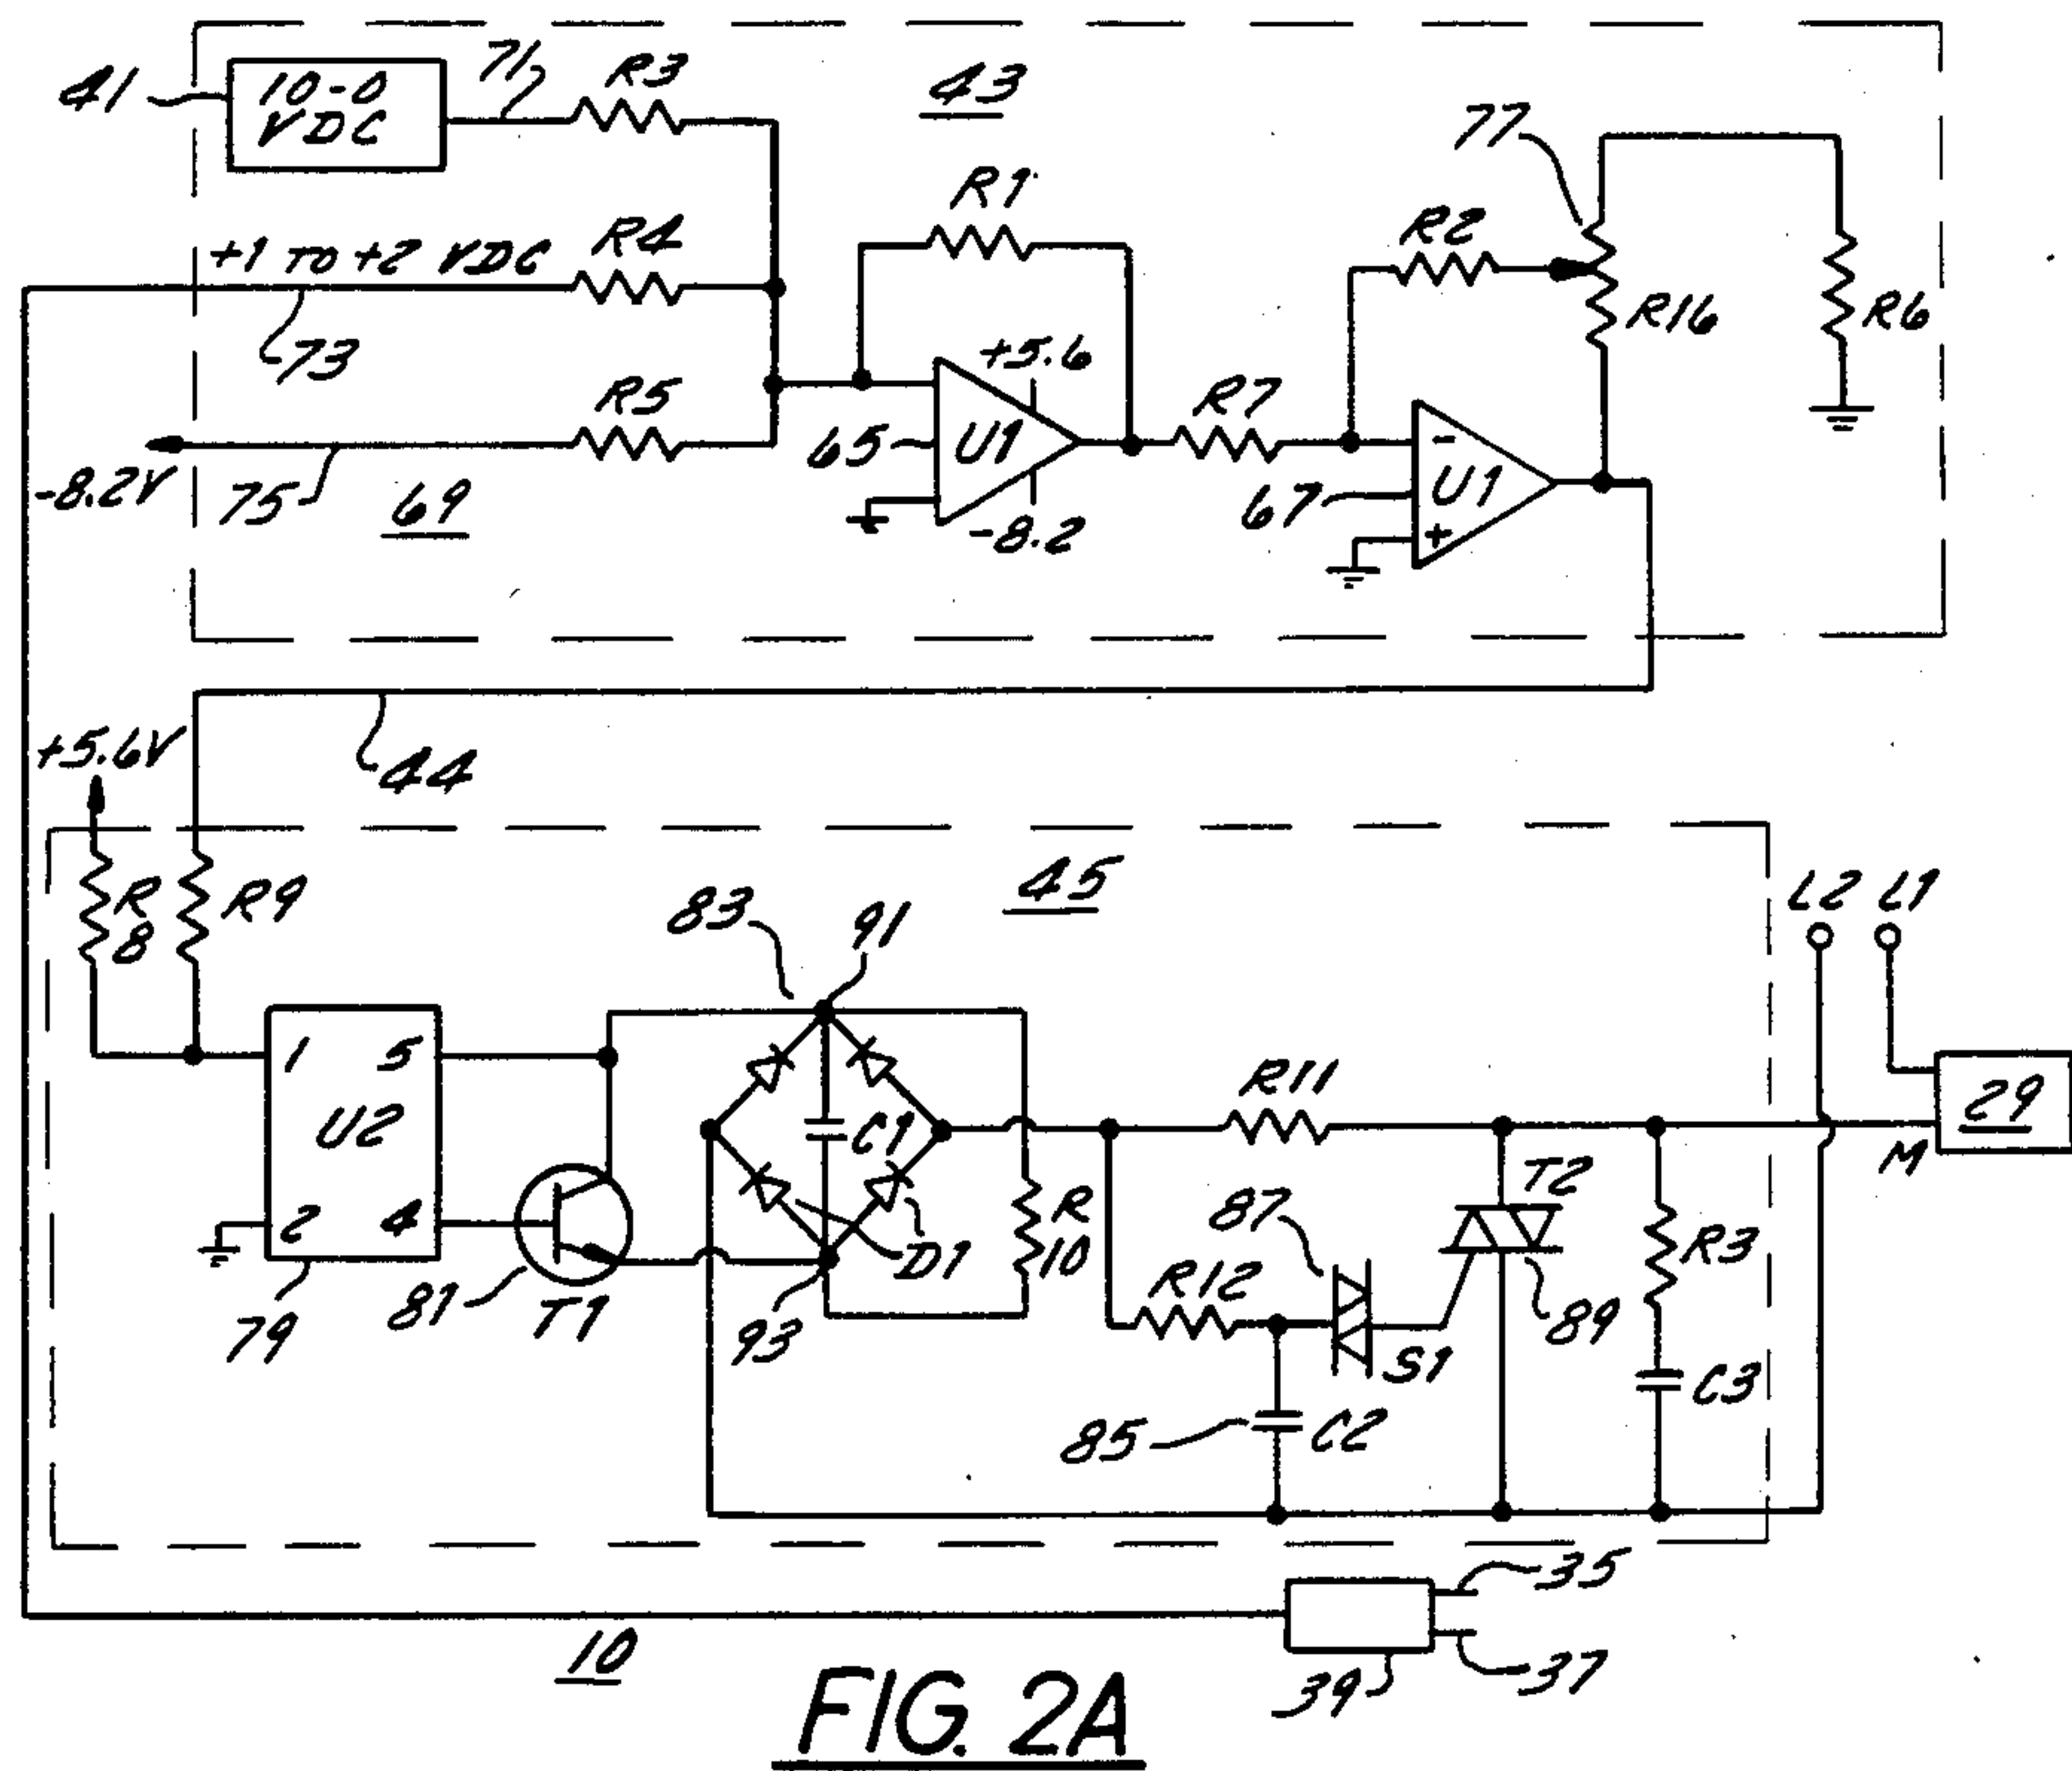 41
10-0
VDC
71
R3
43
77
R1
R2
R16
R6
+1 TO +2 VDC
R4
73
R5
+5.6
65
U1
R7
-8.2
-8.2V
75
69
67
-
U1
+
44
+5.6V
45
R
8
R9
83
91
L2
L1
1
5
U2
2
4
C1
R11
29
M
T2
87
D1
R
10
R12
R3
79
81
T1
93
S1
89
C3
85
C2
35
10
39
37
FIG. 2A